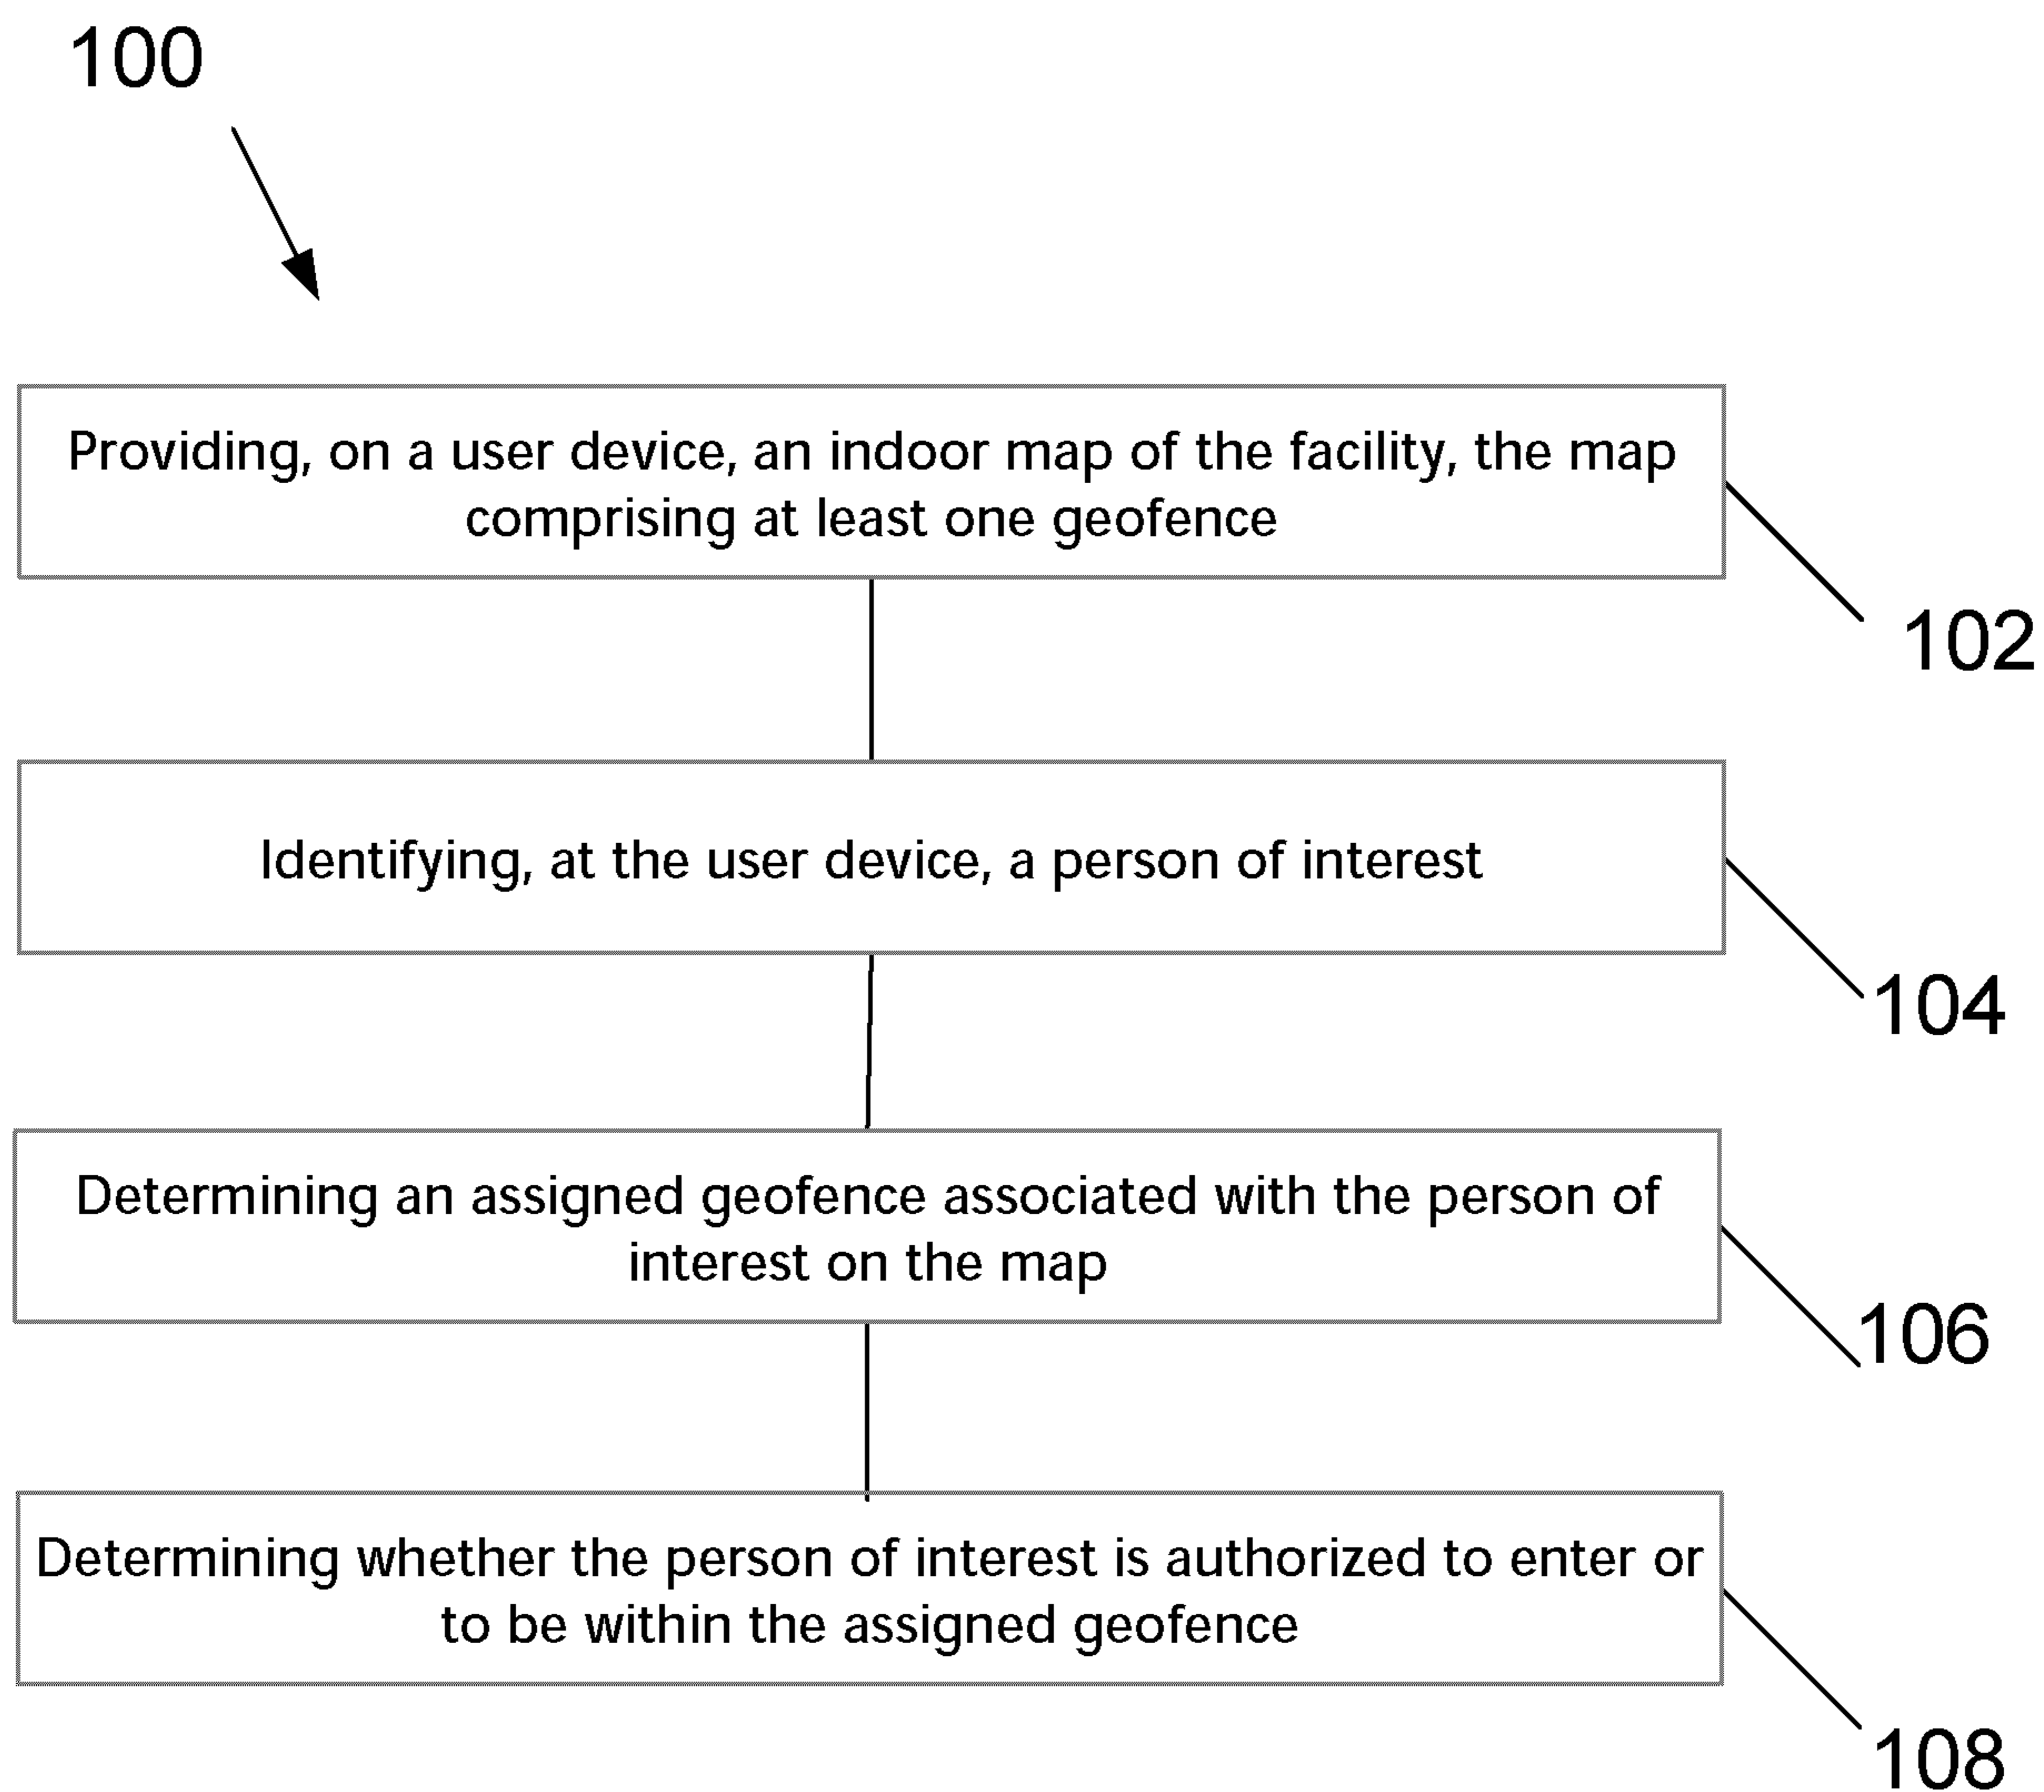 100
Providing, on a user device, an indoor map of the facility, the map
comprising at least one geofence
102
Identifying, at the user device, a person of interest
104
Determining an assigned geofence associated with the person of
interest on the map
106
Determining whether the person of interest is authorized to enter or
to be within the assigned geofence
108